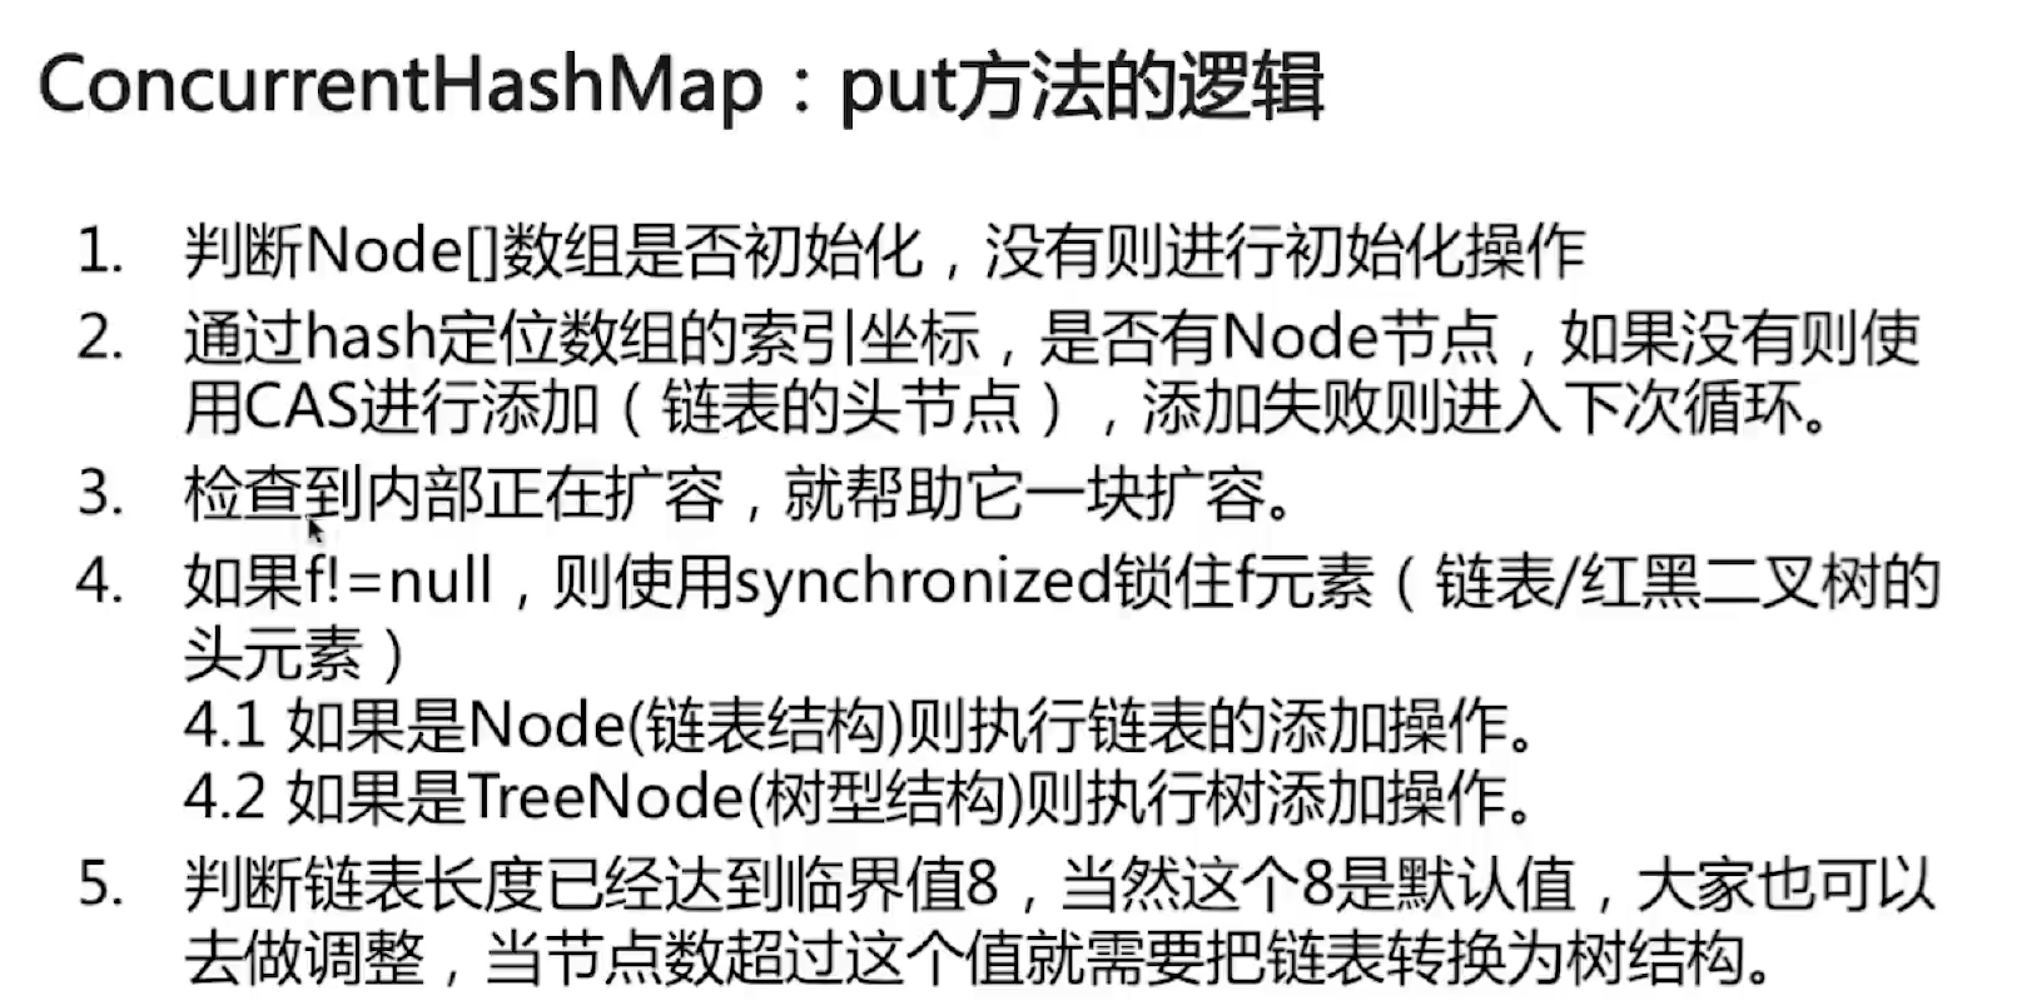 ConcurrentHashMap：put方法的逻辑
1. 判断Node[]数组是否初始化，没有则进行初始化操作
2. 通过hash定位数组的索引坐标，是否有Node节点，如果没有则使
用CAS进行添加（链表的头节点），添加失败则进入下次循环。
3. 检查到内部正在扩容，就帮助它一块扩容。
4. 如果f!=null，则使用synchronized锁住f元素（链表/红黑二叉树的
头元素）
4.1 如果是Node(链表结构)则执行链表的添加操作。
4.2 如果是TreeNode(树型结构)则执行树添加操作。
5. 判断链表长度已经达到临界值8，当然这个8是默认值，大家也可以
去做调整，当节点数超过这个值就需要把链表转换为树结构。